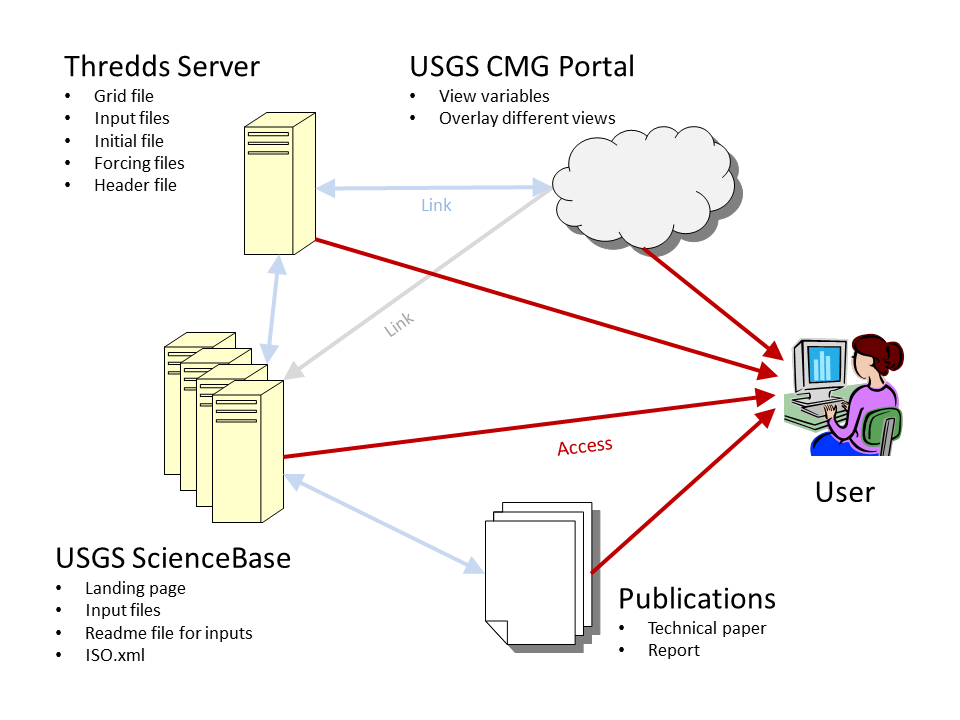 Thredds Server
• Grid file
• Input files
• Initial file
• Forcing files
• Header file
USGS CMG Portal
• View variables
• Overlay different views
Link
Link
Access
User
USGS ScienceBase
• Landing page
• Input files
• Readme file for inputs
• ISO.xml
Publications
• Technical paper
• Report